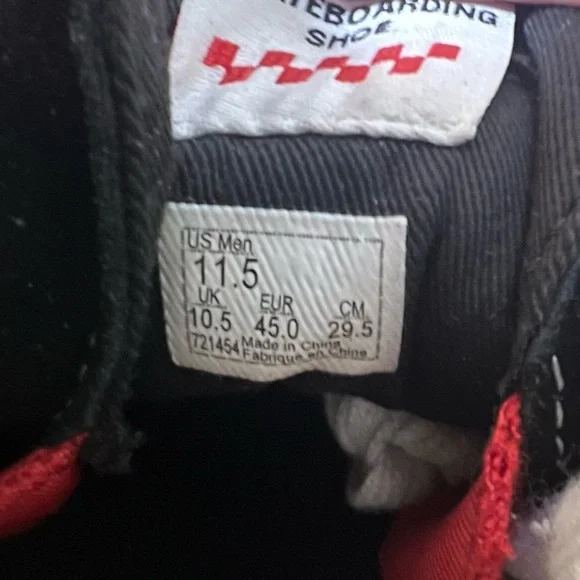 SKATEBOARDING
SHOE
US Men
11.5
UK EUR CM
10.5 45.0 29.5
721454 Made in China
Fabriqué en Chine